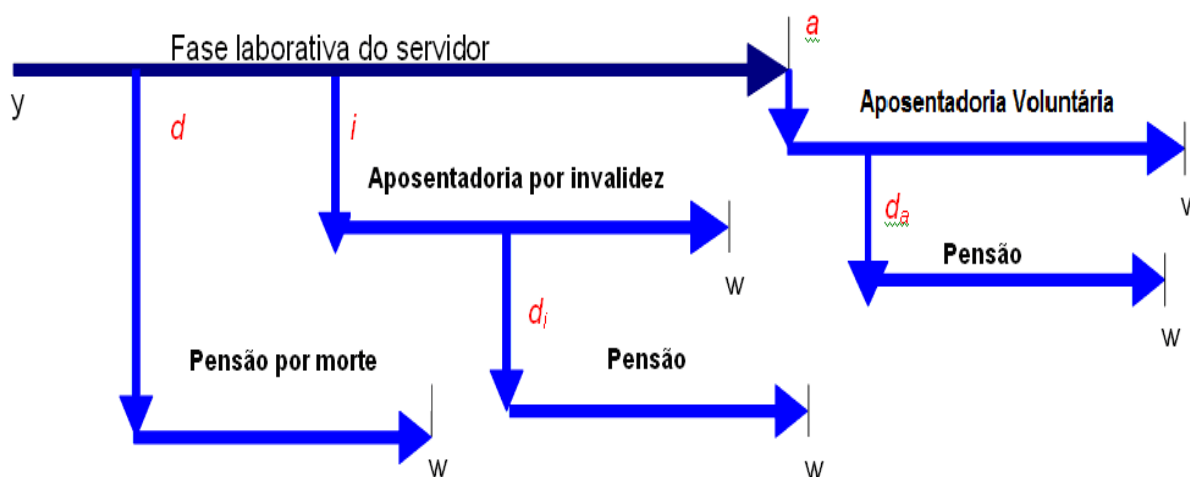 a
Fase laborativa do servidor
y
Aposentadoria Voluntária
d
i
Aposentadoria por invalidez
da
w
Pensão
w
di
Pensão por morte
Pensão
w
w